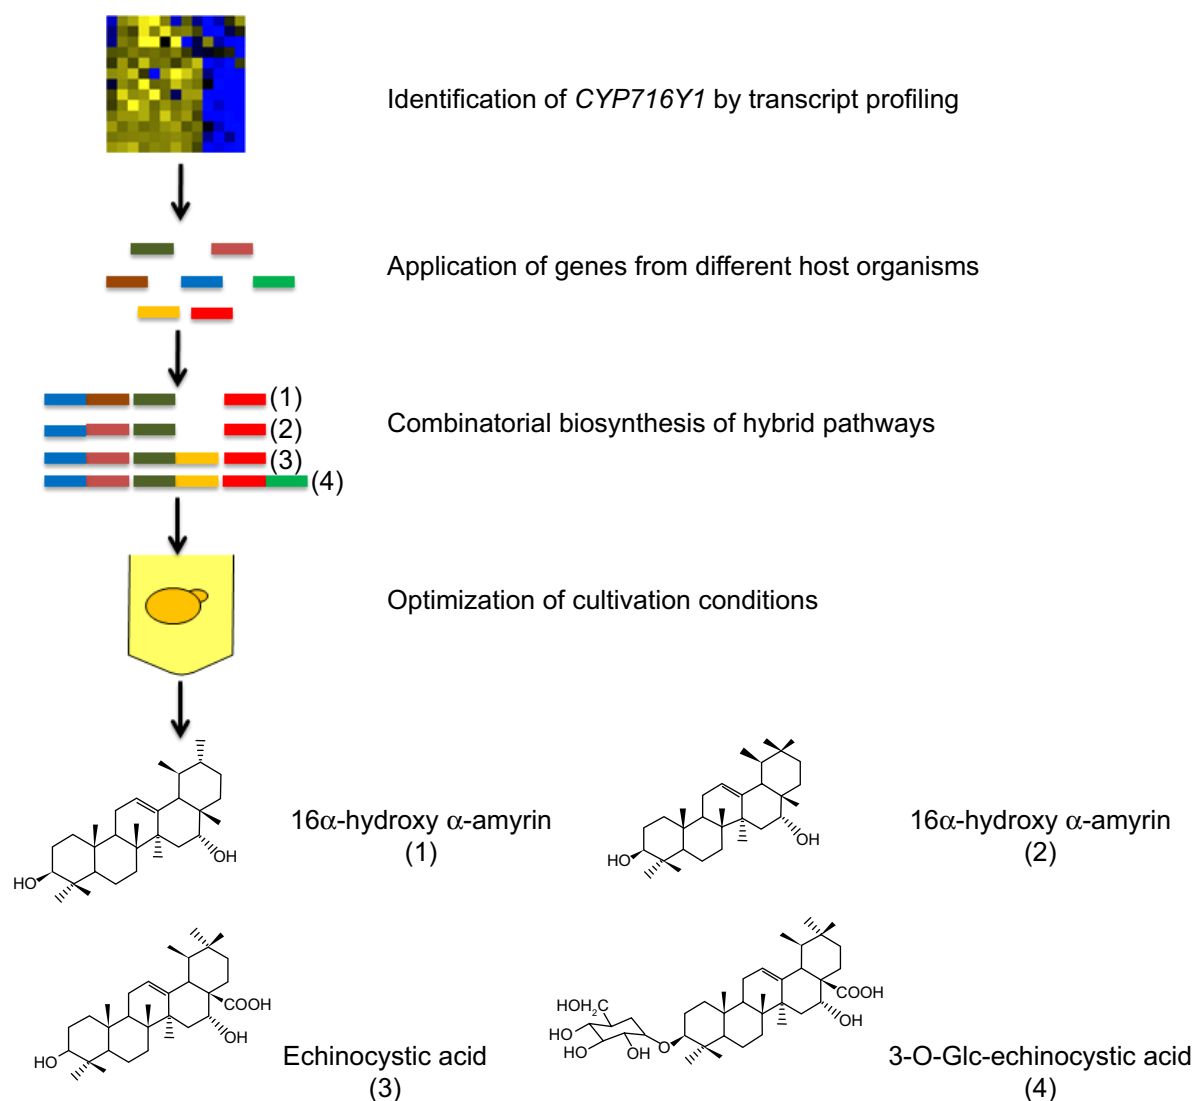 Identification of CYP716Y1 by transcript profiling
Application of genes from different host organisms
(1)
(2)
(3)
(4)
Combinatorial biosynthesis of hybrid pathways
Optimization of cultivation conditions
HO
OH
16α-hydroxy α-amyrin
(1)
HO
OH
16α-hydroxy α-amyrin
(2)
HO
COOH
OH
Echinocystic acid
(3)
HOH₂C
HO
HO
OH
O
COOH
OH
3-O-Glc-echinocystic acid
(4)